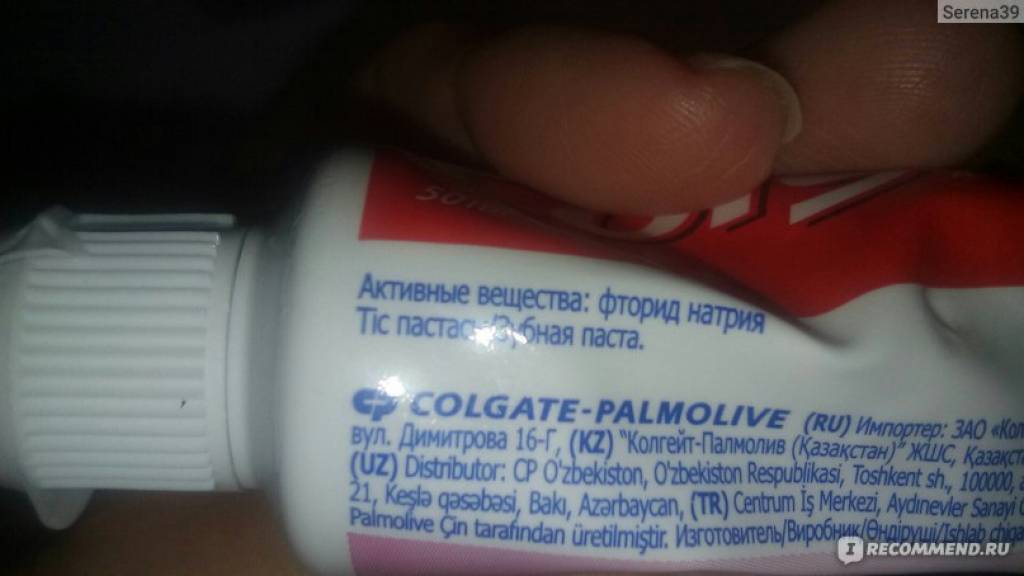 Serena39
Активные вещества: фторид натрия
Тіс пастасы/Зубная паста.
COLGATE-PALMOLIVE (RU) Импортер: ЗАО
вул. Димитрова 16-Г, (KZ) "Колгейт-Палмолив (Қазақстан)" ЖШС,
(UZ) Distributor: CP O'zbekiston, O'zbekiston Respublikasi, Toshkent sh., 100000,
21, Keşlə qəsəbəsi, Bakı, Azərbaycan, (TR) Centrum İş Merkezi, Aydınevler Sanayi
Palmolive Çin tarafından üretilmiştir. Изготовитель/Виробник/Өндіруші/Ishlab
RECOMMEND.RU